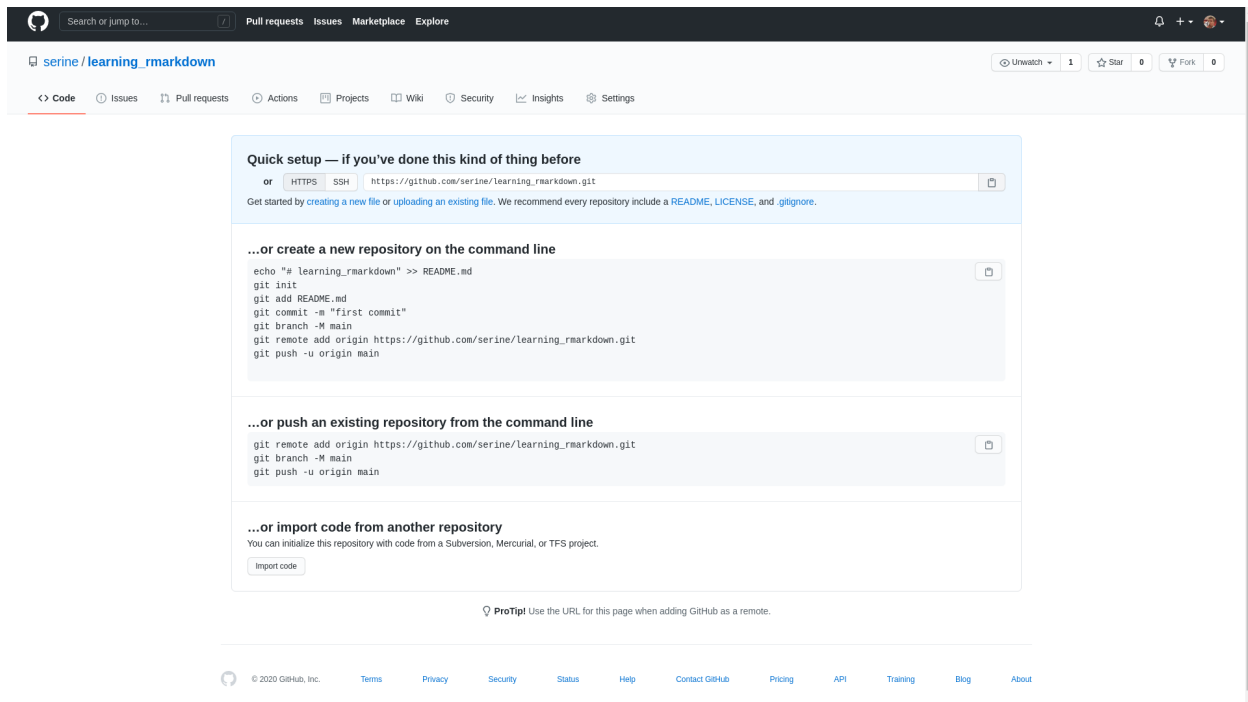 Search or jump to… / Pull requests Issues Marketplace Explore
serine / learning_rmarkdown Unwatch 1 Star 0 Fork 0
Code Issues Pull requests Actions Projects Wiki Security Insights Settings
Quick setup — if you’ve done this kind of thing before
or HTTPS SSH https://github.com/serine/learning_rmarkdown.git
Get started by creating a new file or uploading an existing file. We recommend every repository include a README, LICENSE, and .gitignore.
…or create a new repository on the command line
echo "# learning_rmarkdown" >> README.md
git init
git add README.md
git commit -m "first commit"
git branch -M main
git remote add origin https://github.com/serine/learning_rmarkdown.git
git push -u origin main
…or push an existing repository from the command line
git remote add origin https://github.com/serine/learning_rmarkdown.git
git branch -M main
git push -u origin main
…or import code from another repository
You can initialize this repository with code from a Subversion, Mercurial, or TFS project.
Import code
ProTip! Use the URL for this page when adding GitHub as a remote.
© 2020 GitHub, Inc. Terms Privacy Security Status Help Contact GitHub Pricing API Training Blog About